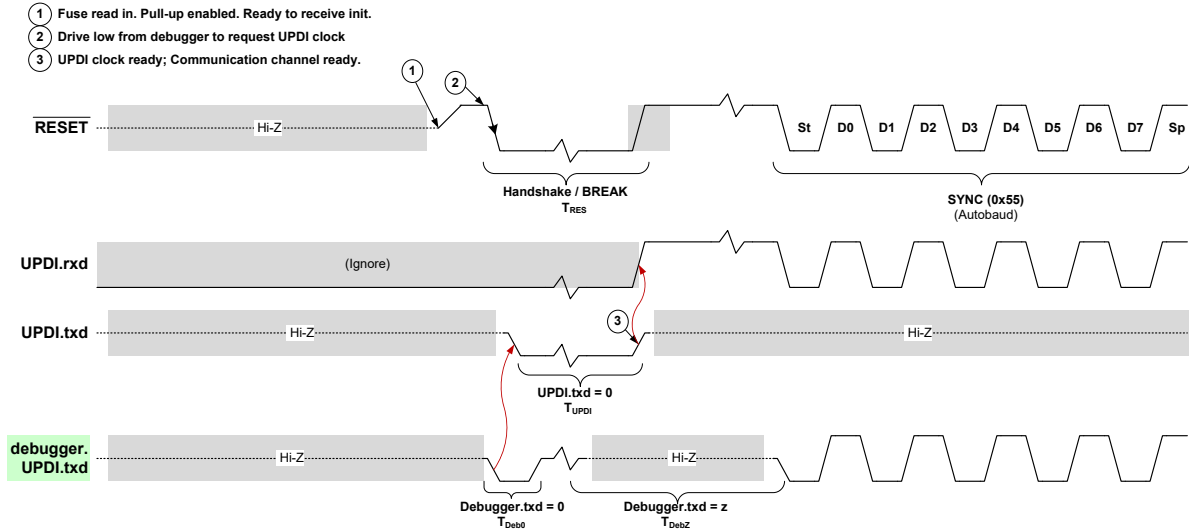 1 Fuse read in. Pull-up enabled. Ready to receive init.
2 Drive low from debugger to request UPDI clock
3 UPDI clock ready; Communication channel ready.
1
2
RESET
Hi-Z
St D0 D1 D2 D3 D4 D5 D6 D7 Sp
Handshake / BREAK
TRES
SYNC (0x55)
(Autobaud)
UPDI.rxd
(Ignore)
UPDI.txd
Hi-Z
3
Hi-Z
UPDI.txd = 0
TUPDI
debugger.
UPDI.txd
Hi-Z
Hi-Z
Debugger.txd = 0
TDeb0
Debugger.txd = z
TDebZ